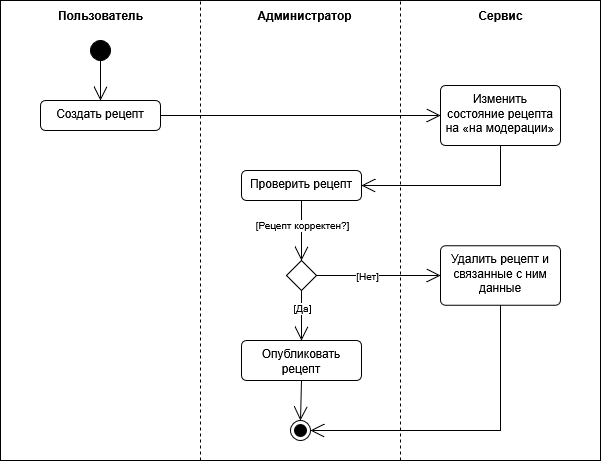 Пользователь
Администратор
Сервис
Создать рецепт
Изменить
состояние рецепта
на «на модерации»
Проверить рецепт
[Рецепт корректен?]
[Нет]
Удалить рецепт и
связанные с ним
данные
[Да]
Опубликовать
рецепт